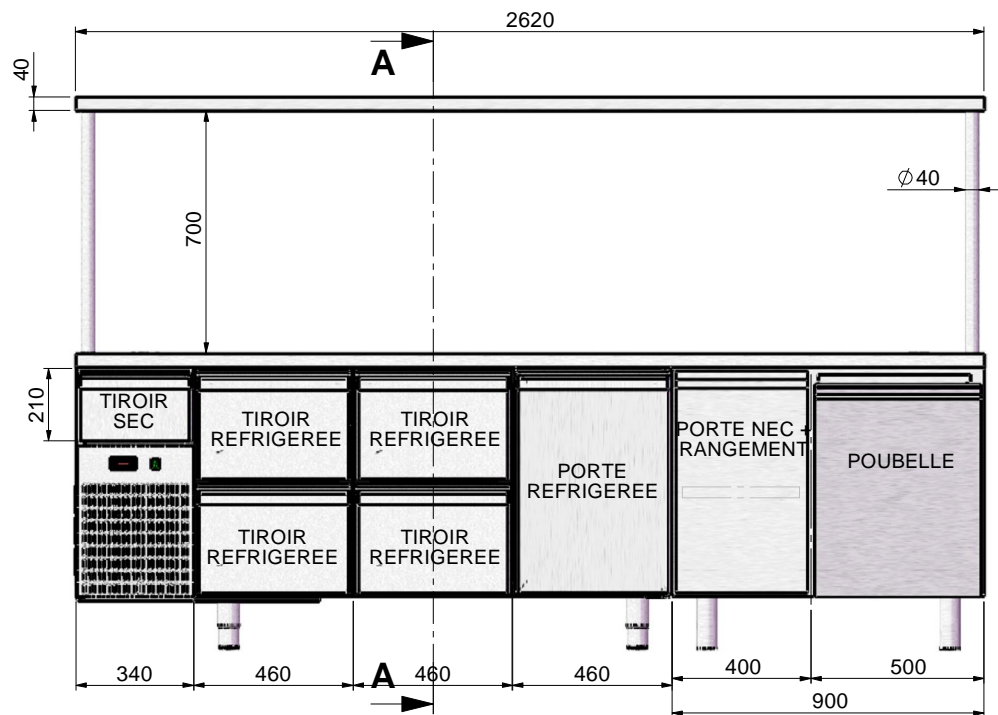 2620
A
40
Ø40
700
210
TIROIR
SEC
TIROIR
REFRIGEREE
TIROIR
REFRIGEREE
PORTE
REFRIGEREE
PORTE NEC +
RANGEMENT
POUBELLE
TIROIR
REFRIGEREE
TIROIR
REFRIGEREE
A
340
460
460
460
400
500
900